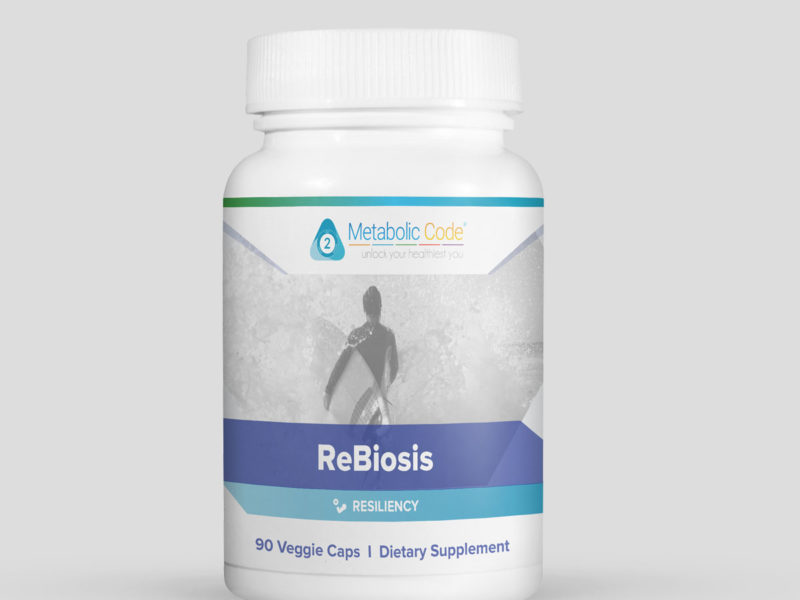 2
Metabolic Code®
unlock your healthiest you
ReBiosis
RESILIENCY
90 Veggie Caps | Dietary Supplement